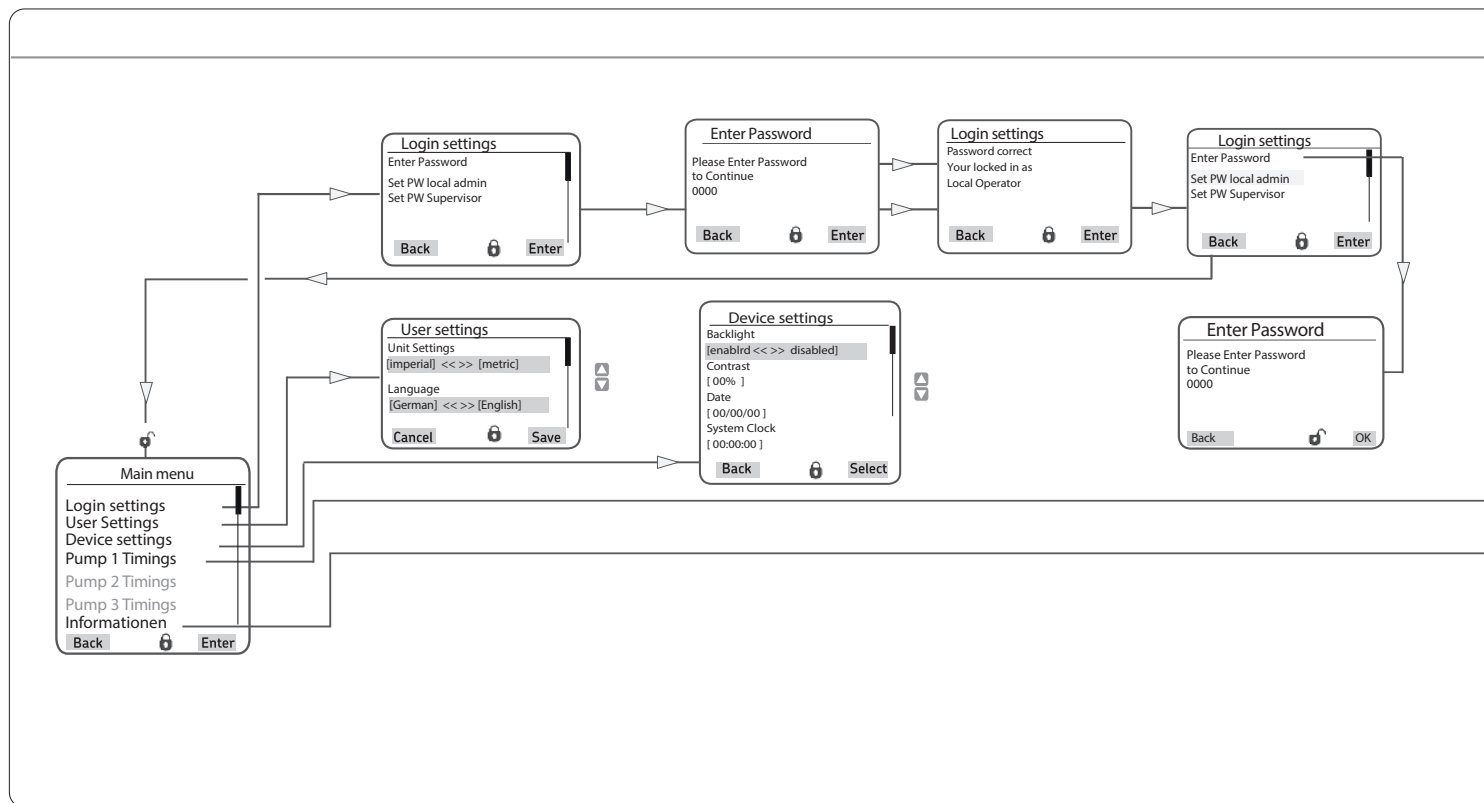 Login settings
Enter Password
Set PW local admin
Set PW Supervisor
Back Enter
Enter Password
Please Enter Password
to Continue
0000
Back Enter
Login settings
Password correct
Your locked in as
Local Operator
Back Enter
Login settings
Enter Password
Set PW local admin
Set PW Supervisor
Back Enter
User settings
Unit Settings
[imperial] << >> [metric]
Language
[German] << >> [English]
Cancel Save
Device settings
Backlight
[enablrd << >> disabled]
Contrast
[ 00% ]
Date
[ 00/00/00 ]
System Clock
[ 00:00:00 ]
Back Select
Enter Password
Please Enter Password
to Continue
0000
Back OK
Main menu
Login settings
User Settings
Device settings
Pump 1 Timings
Pump 2 Timings
Pump 3 Timings
Informationen
Back Enter